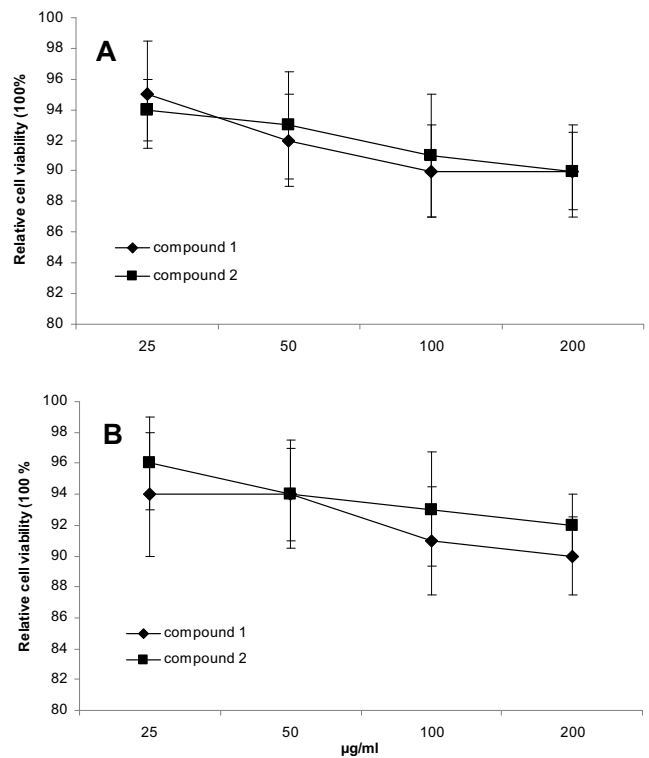 100
98
96
94
92
90
88
86
84
82
80
Relative cell viability (100%
A
compound 1
compound 2
25 50 100 200
100
98
96
94
92
90
88
86
84
82
80
Relative cell viability (100 %
B
compound 1
compound 2
25 50 100 200
µg/ml